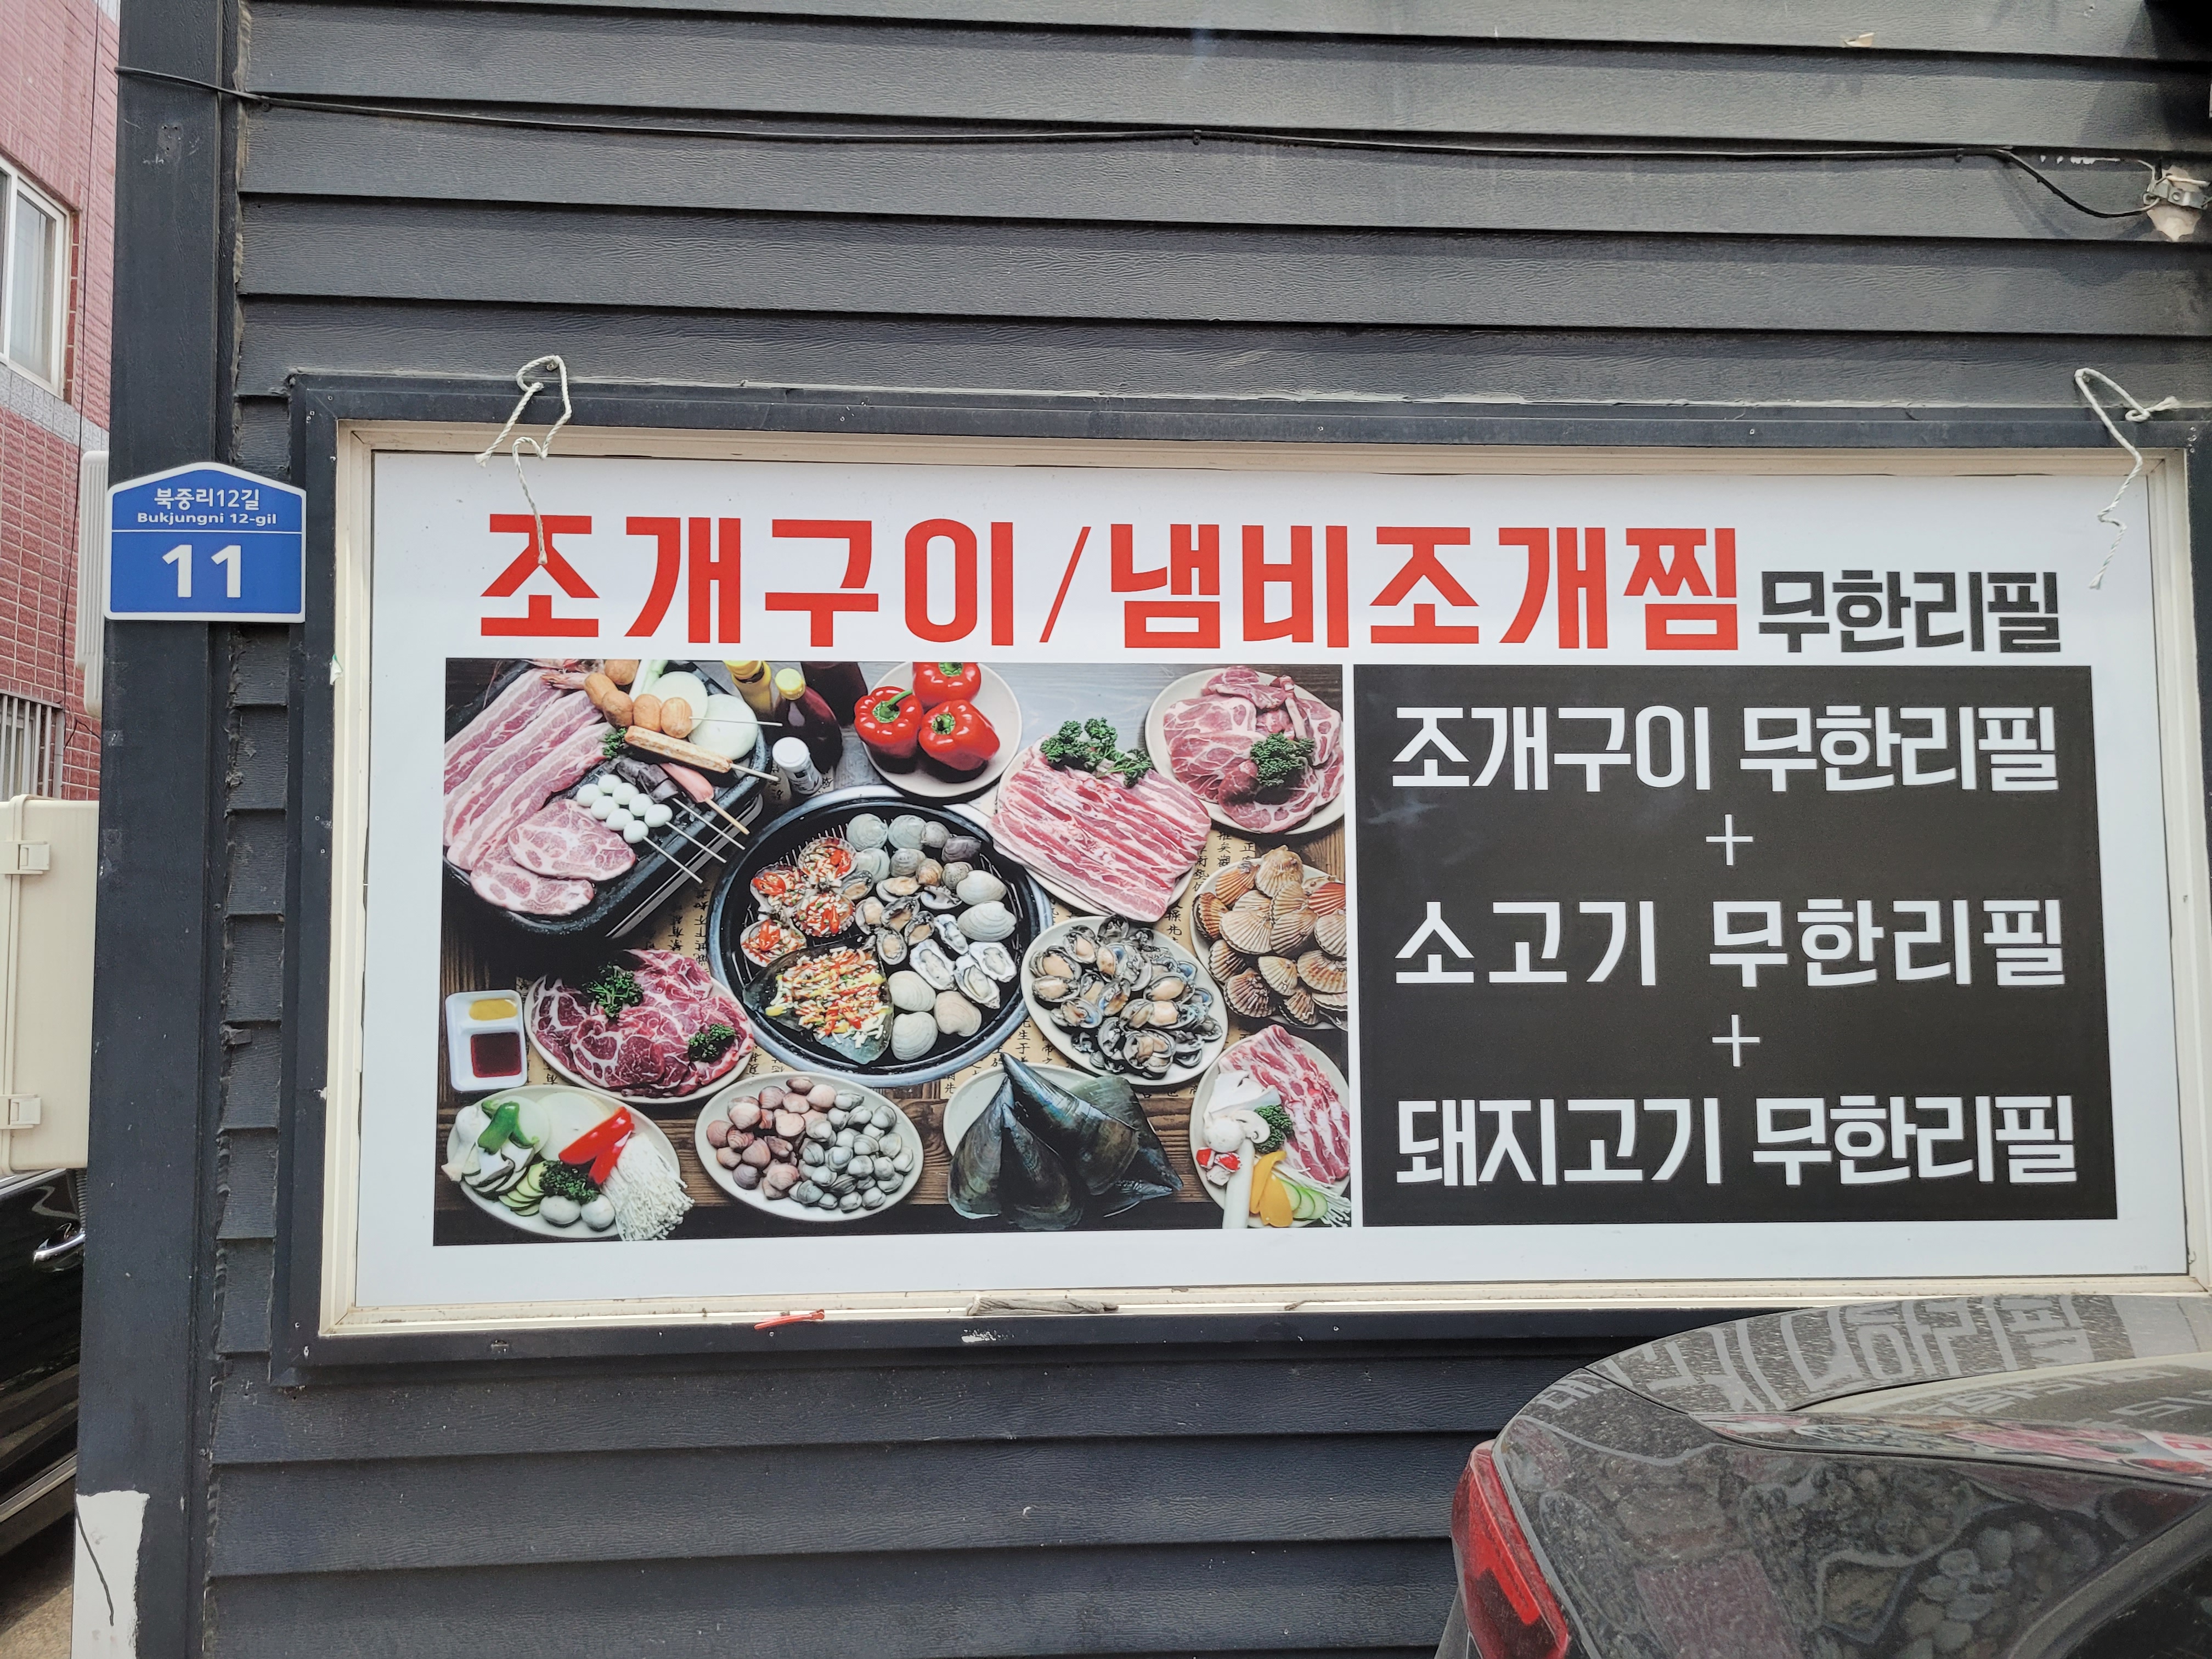 북중리12길
Bukjungni 12-gil
11
조개구이/냄비조개찜 무한리필
조개구이 무한리필
+
소고기 무한리필
+
돼지고기 무한리필